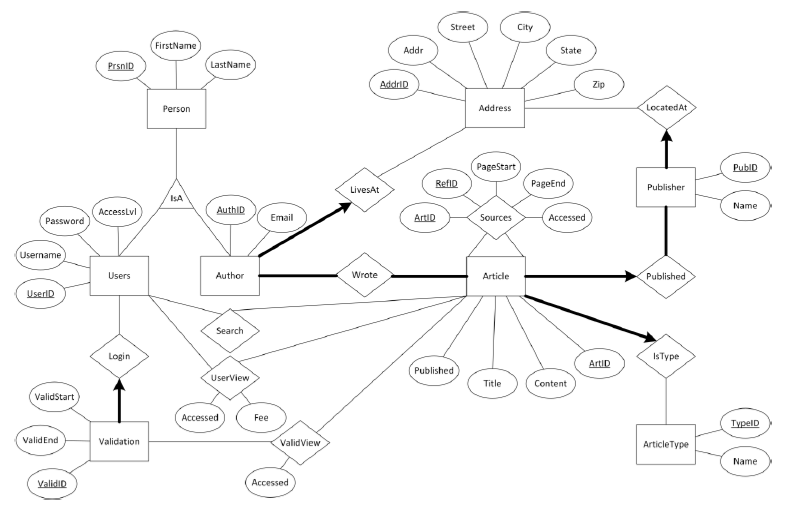 FirstName
PrsnID
LastName
Person
IsA
Street
City
Addr
State
AddrID
Zip
Address
LocatedAt
Publisher
PubID
Name
LivesAt
PageStart
RefID
PageEnd
ArtID
Sources
Accessed
Password
AccessLvl
Username
UserID
Users
AuthID
Email
Author
Wrote
Article
Published
Search
Login
UserView
Accessed
Fee
Published
Title
Content
ArtID
IsType
ValidStart
ValidEnd
ValidID
Validation
ValidView
Accessed
ArticleType
TypeID
Name